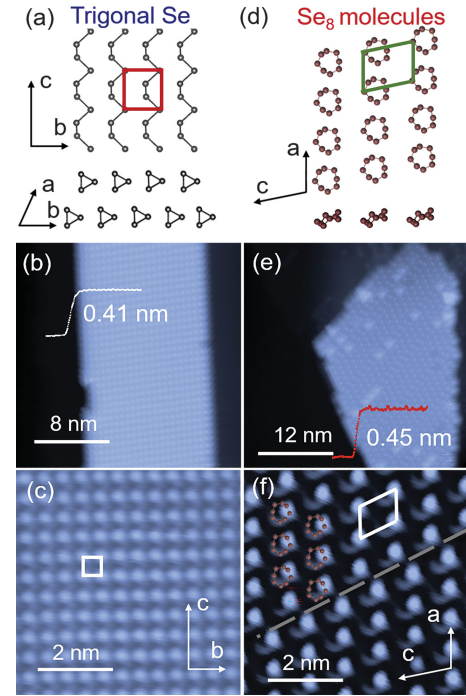 (a) Trigonal Se
c
b
a
b
(b)
0.41 nm
8 nm
(c)
c
b
2 nm
(d) Se₈ molecules
a
c
(e)
0.45 nm
12 nm
(f)
a
c
2 nm